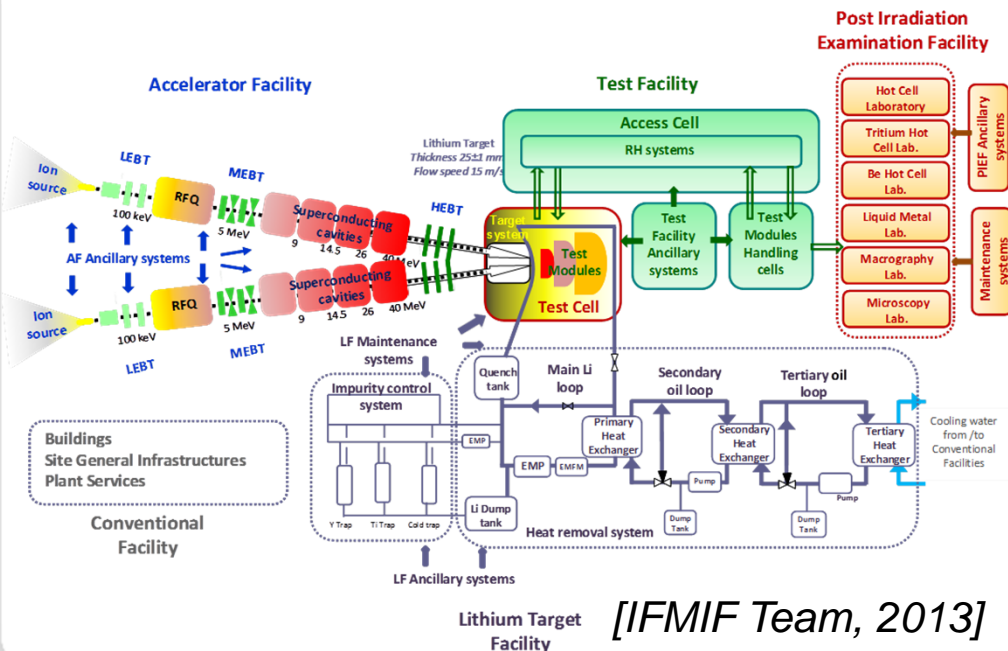 Post Irradiation
Examination Facility
Accelerator Facility
Test Facility
Hot Cell
Laboratory
Tritium Hot
Cell Lab.
Be Hot Cell
Lab.
Liquid Metal
Lab.
Macrography
Lab.
Microscopy
Lab.
PIEF Ancillary
systems
Maintenance
systems
Access Cell
RH systems
Lithium Target
Thickness 25±1 mm
Flow speed 15 m/s
Ion
source
LEBT
100 keV
RFQ
MEBT
5 MeV
Superconducting
cavities
9
14.5
26
40 MeV
HEBT
AF Ancillary systems
Ion
source
LEBT
100 keV
RFQ
MEBT
5 MeV
Superconducting
cavities
9
14.5
26
40 MeV
Target
system
Test
Modules
Test Cell
Test
Facility
Ancillary
systems
Test
Modules
Handling
cells
LF Maintenance
systems
Impurity control
system
EMP
Y Trap
Ti Trap
Cold trap
Quench
tank
Main Li
loop
EMP
EMFM
Li Dump
tank
Primary
Heat
Exchanger
Secondary
oil loop
Pump
Dump
Tank
Secondary
Heat
Exchanger
Tertiary oil
loop
Pump
Dump
Tank
Tertiary
Heat
Exchanger
Cooling water
from /to
Conventional
Facilities
Heat removal system
Buildings
Site General Infrastructures
Plant Services
Conventional
Facility
LF Ancillary systems
Lithium Target
Facility
[IFMIF Team, 2013]